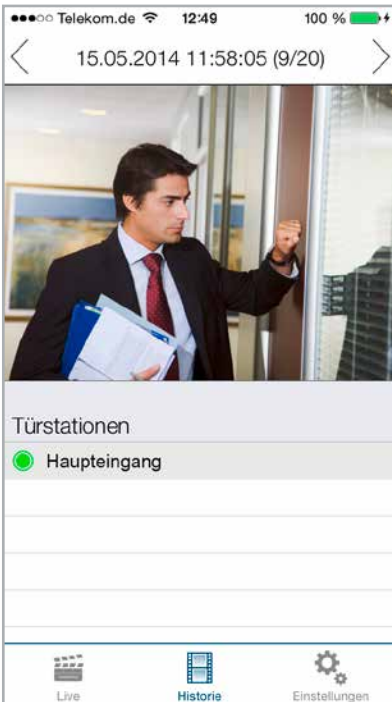 Telekom.de 12:49 100 %
15.05.2014 11:58:05 (9/20)
Türstationen
Haupteingang
Live Historie Einstellungen